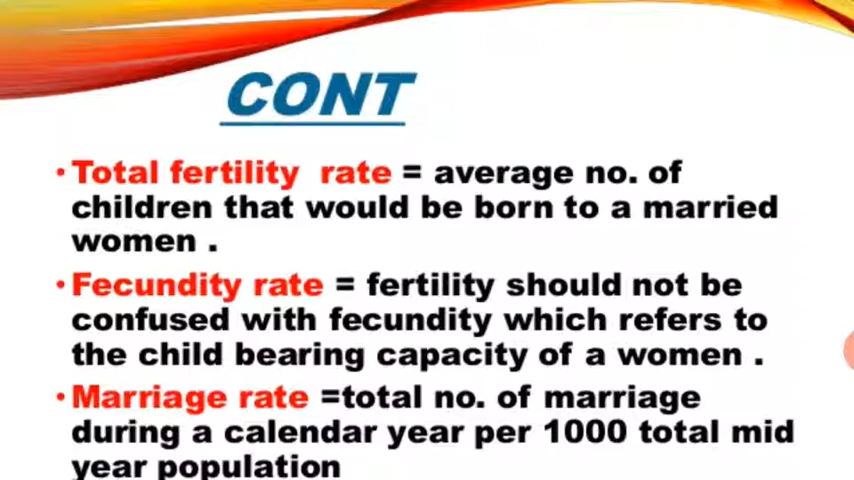 CONT
•Total fertility rate = average no. of
children that would be born to a married
women .
•Fecundity rate = fertility should not be
confused with fecundity which refers to
the child bearing capacity of a women .
•Marriage rate =total no. of marriage
during a calendar year per 1000 total mid
year population